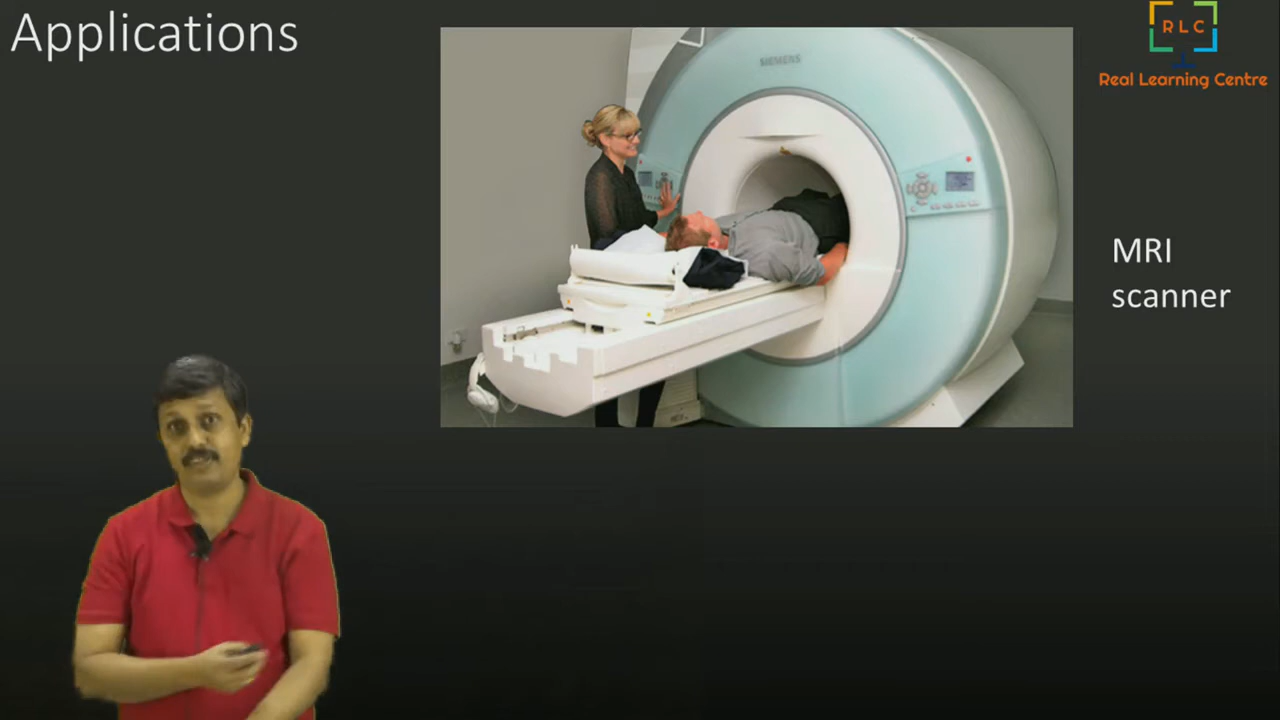 Applications
SIEMENS
RLC
Real Learning Centre
MRI
scanner